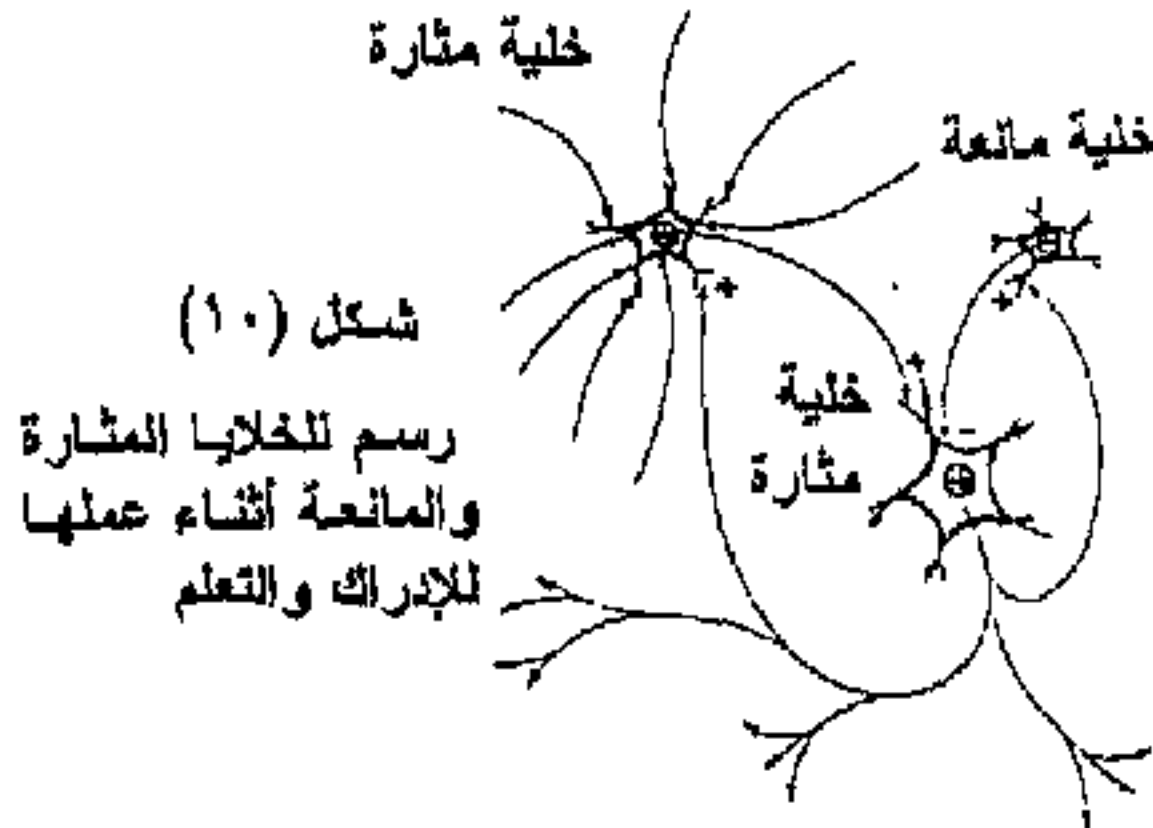 خلية مثارة
خلية مانعة
خلية
مثارة
شكل (١٠)
رسم للخلايا المثارة
والمانعة أثناء عملها
للإدراك والتعلم
+
+
+
-